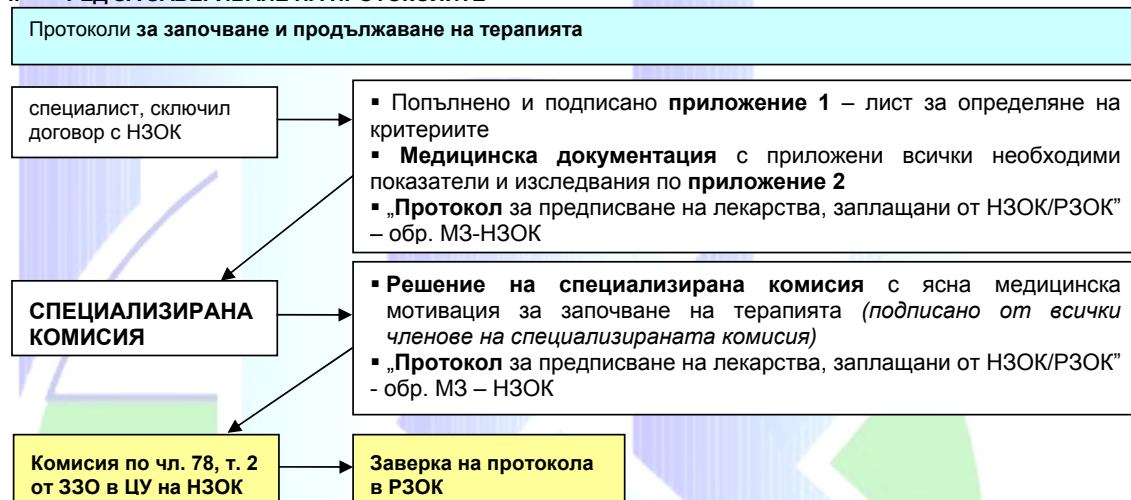 Протоколи за започване и продължаване на терапията
специалист, сключил
договор с НЗОК
▪ Попълнено и подписано приложение 1 – лист за определяне на
критериите
▪ Медицинска документация с приложени всички необходими
показатели и изследвания по приложение 2
▪ „Протокол за предписване на лекарства, заплащани от НЗОК/РЗОК”
– обр. МЗ-НЗОК
СПЕЦИАЛИЗИРАНА
КОМИСИЯ
▪ Решение на специализирана комисия с ясна медицинска
мотивация за започване на терапията (подписано от всички
членове на специализираната комисия)
▪ „Протокол за предписване на лекарства, заплащани от НЗОК/РЗОК”
- обр. МЗ – НЗОК
Комисия по чл. 78, т. 2
от ЗЗО в ЦУ на НЗОК
Заверка на протокола
в РЗОК